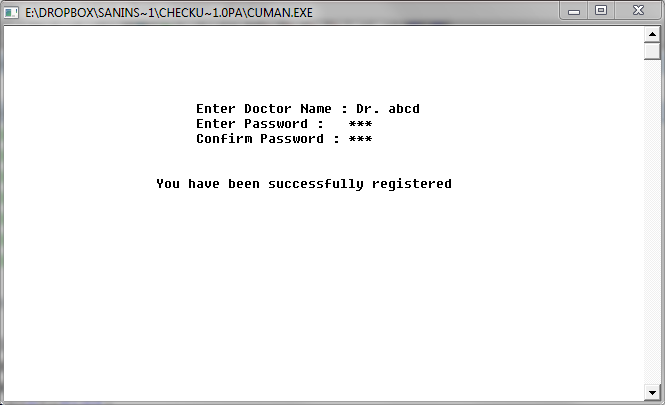 E:\DROPBOX\SANINS~1\CHECKU~1.0PA\CUMAN.EXE
Enter Doctor Name : Dr. abcd
Enter Password :   ***
Confirm Password : ***
You have been successfully registered